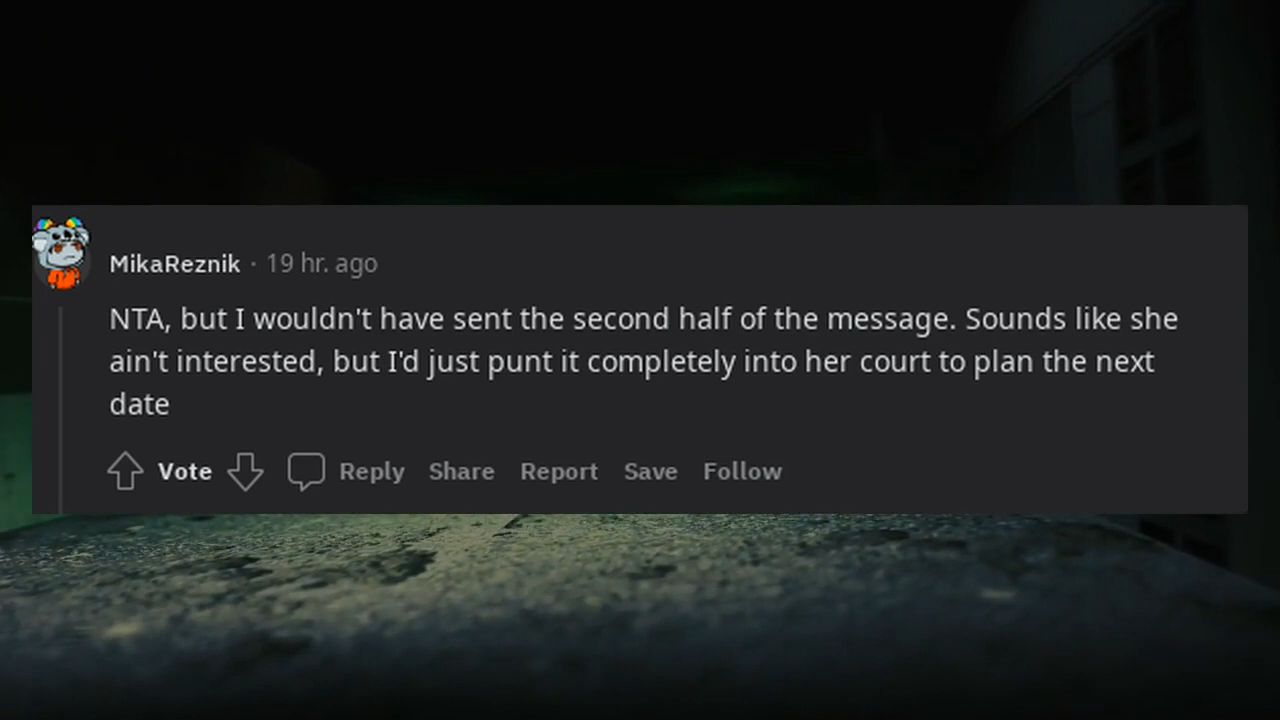 MikaReznik · 19 hr. ago
NTA, but I wouldn't have sent the second half of the message. Sounds like she
ain't interested, but I'd just punt it completely into her court to plan the next
date
Vote Reply Share Report Save Follow